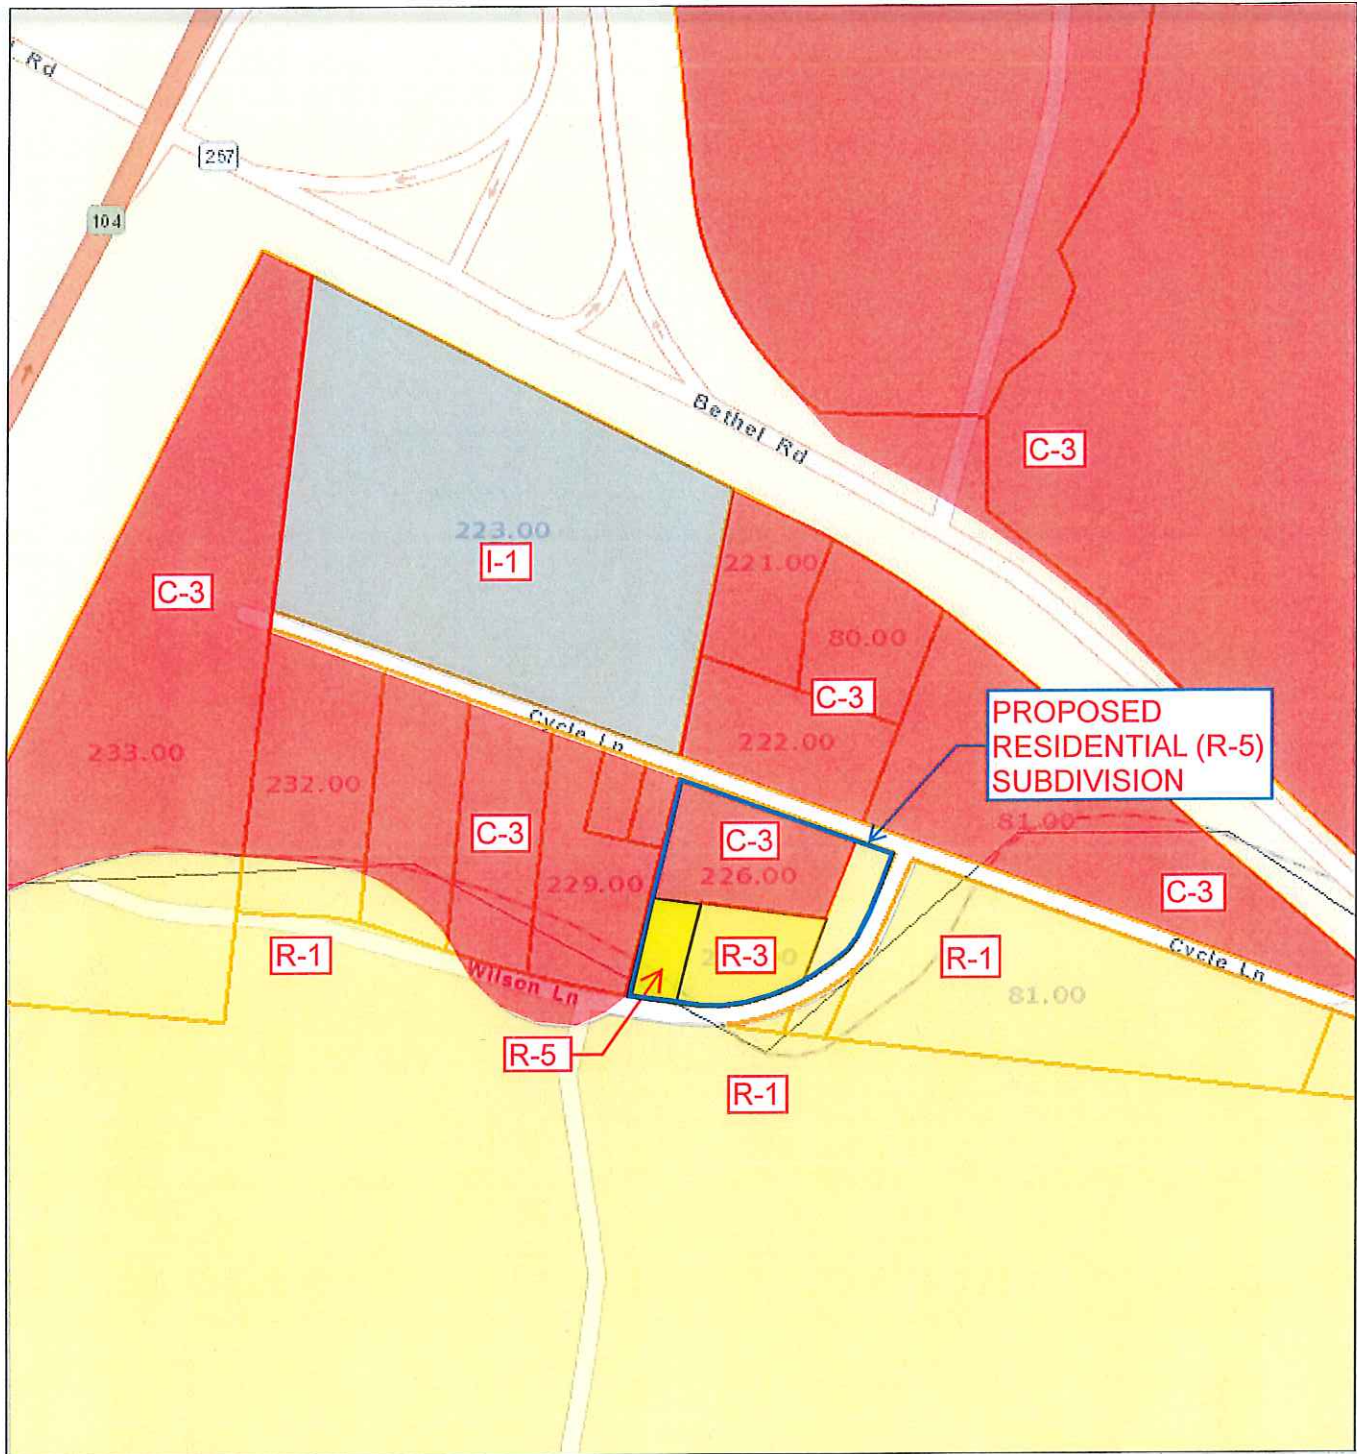 Rd
257
104
Bethel Rd
C-3
223.00
I-1
221.00
C-3
80.00
C-3
PROPOSED
RESIDENTIAL (R-5)
SUBDIVISION
Cycle Ln
222.00
233.00
232.00
81.00
C-3
C-3
229.00
226.00
C-3
R-3
R-1
R-1
Cycle Ln
Wilson Ln
81.00
R-5
R-1